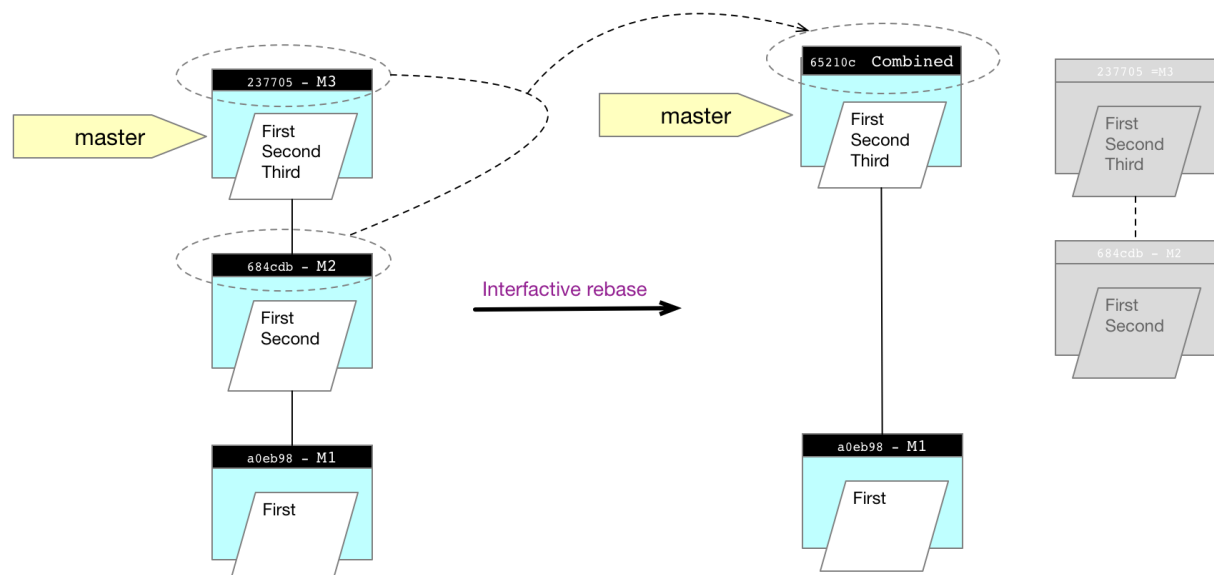 237705 - M3
master
First
Second
Third
684cdb - M2
First
Second
a0eb98 - M1
First
Interfactive rebase
65210c Combined
master
First
Second
Third
a0eb98 - M1
First
237705 =M3
First
Second
Third
684cdb - M2
First
Second